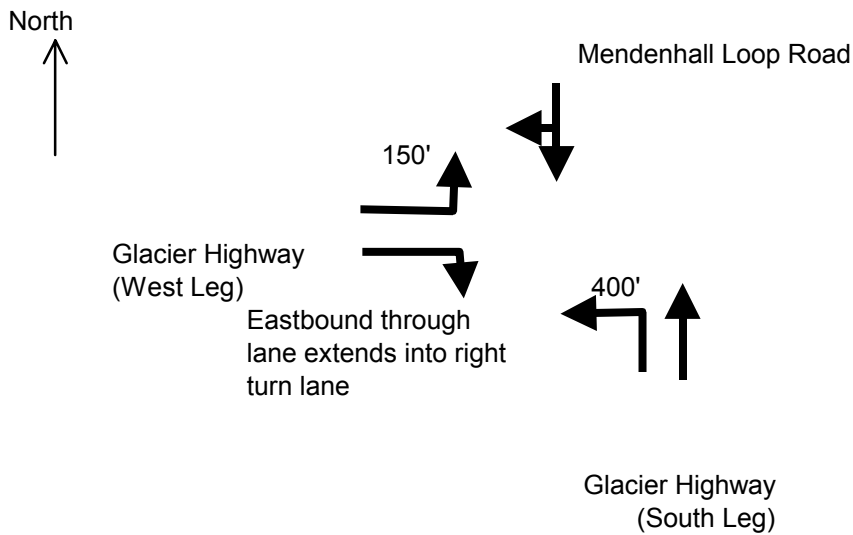 North
Mendenhall Loop Road
150'
Glacier Highway
(West Leg)
400'
Eastbound through
lane extends into right
turn lane
Glacier Highway
(South Leg)